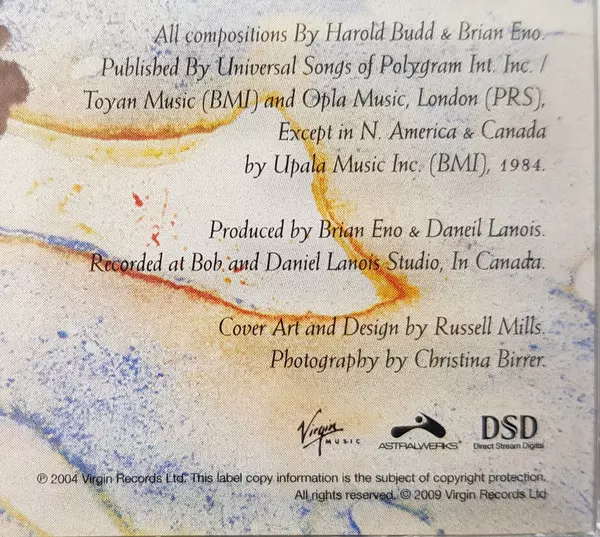 All compositions By Harold Budd & Brian Eno.
Published By Universal Songs of Polygram Int. Inc. /
Toyan Music (BMI) and Opla Music, London (PRS),
Except in N. America & Canada
by Upala Music Inc. (BMI), 1984.
Produced by Brian Eno & Daneil Lanois.
Recorded at Bob and Daniel Lanois Studio, In Canada.
Cover Art and Design by Russell Mills.
Photography by Christina Birrer.
Virgin MUSIC ASTRALWERKS® DSD Direct Stream Digital
℗ 2004 Virgin Records Ltd. This label copy information is the subject of copyright protection.
All rights reserved. © 2009 Virgin Records Ltd